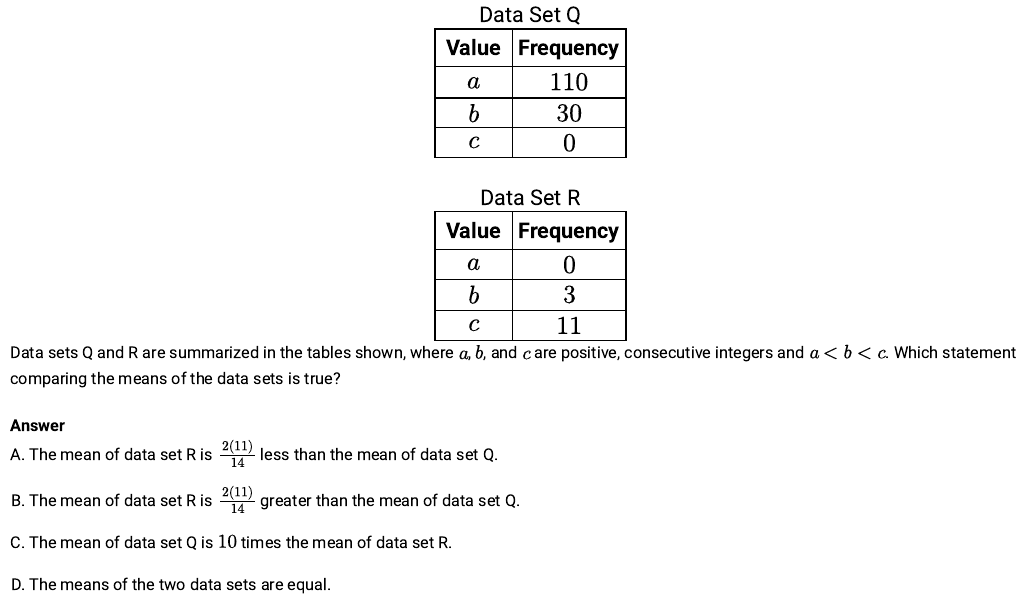 Data Set Q
Value Frequency
a 110
b 30
c 0
Data Set R
Value Frequency
a 0
b 3
c 11
Data sets Q and R are summarized in the tables shown, where a, b, and c are positive, consecutive integers and a < b < c. Which statement
comparing the means of the data sets is true?
Answer
A. The mean of data set R is 2(11)/14 less than the mean of data set Q.
B. The mean of data set R is 2(11)/14 greater than the mean of data set Q.
C. The mean of data set Q is 10 times the mean of data set R.
D. The means of the two data sets are equal.